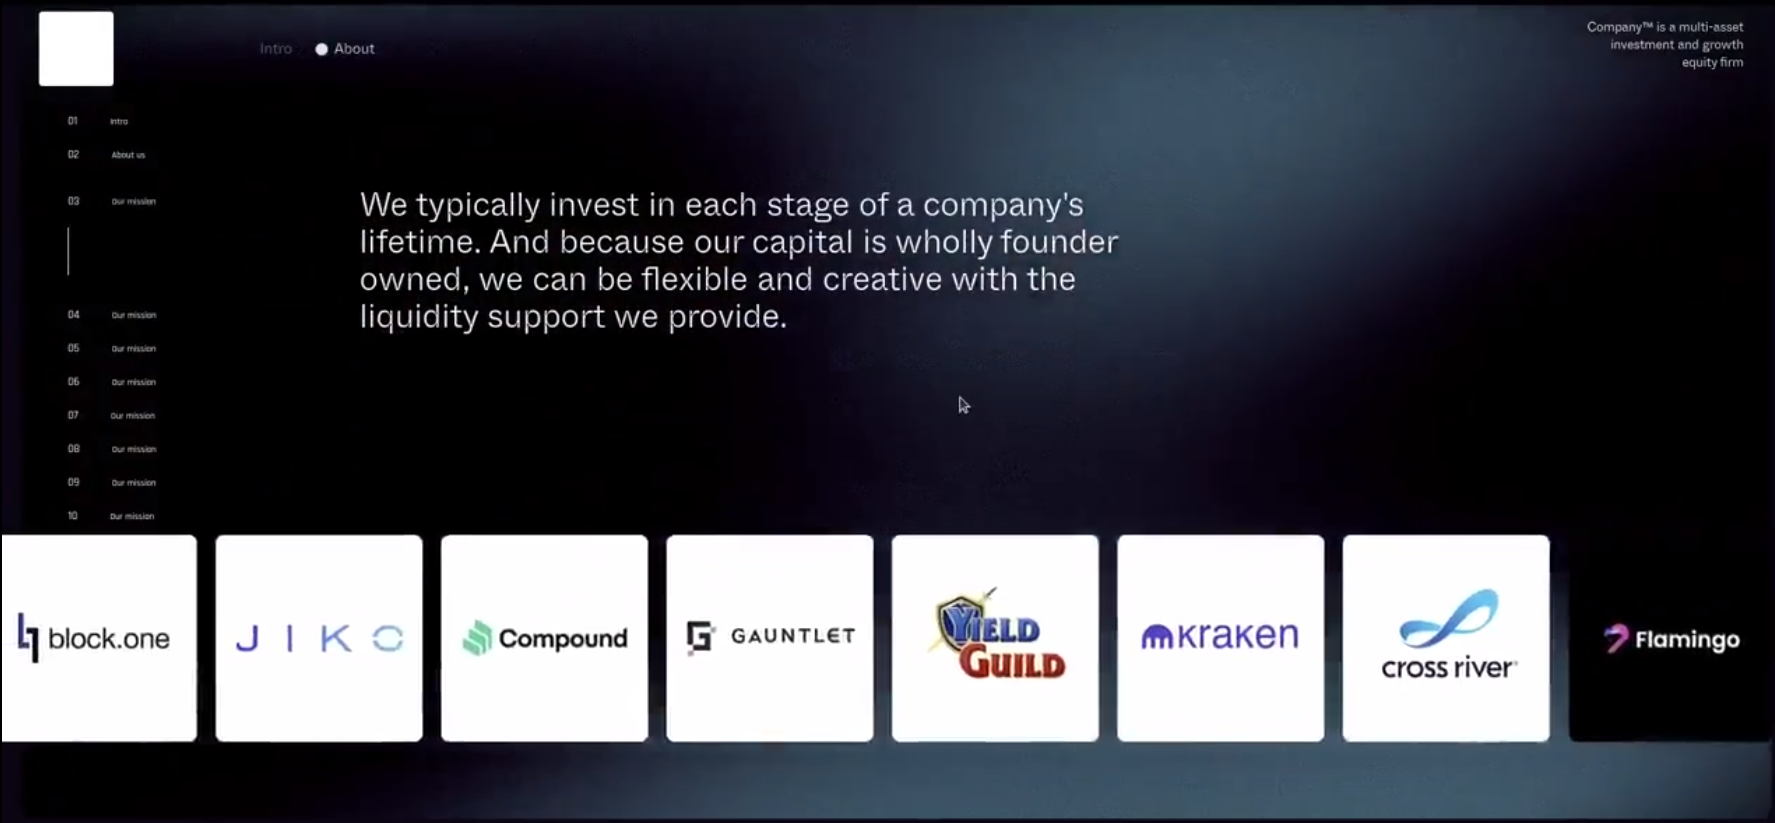 Intro
About
Company™ is a multi-asset
investment and growth
equity firm
01 Intro
02 About us
03 Our mission
04 Our mission
05 Our mission
06 Our mission
07 Our mission
08 Our mission
09 Our mission
10 Our mission
We typically invest in each stage of a company's
lifetime. And because our capital is wholly founder
owned, we can be flexible and creative with the
liquidity support we provide.
block.one
JIKO
Compound
GAUNTLET
YIELD
GUILD
kraken
cross river
Flamingo